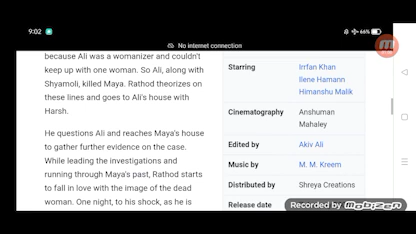 9:02
66%
No internet connection
because Ali was a womanizer and couldn't
keep up with one woman. So Ali, along with
Shyamoli, killed Maya. Rathod theorizes on
these lines and goes to Ali's house with
Harsh.
He questions Ali and reaches Maya's house
to gather further evidence on the case.
While leading the investigations and
running through Maya's past, Rathod starts
to fall in love with the image of the dead
woman. One night, to his shock, as he is
Starring
Irrfan Khan
Ilene Hamann
Himanshu Malik
Cinematography
Anshuman
Mahaley
Edited by
Akiv Ali
Music by
M. M. Kreem
Distributed by
Shreya Creations
Release date
Recorded by
Mobizen